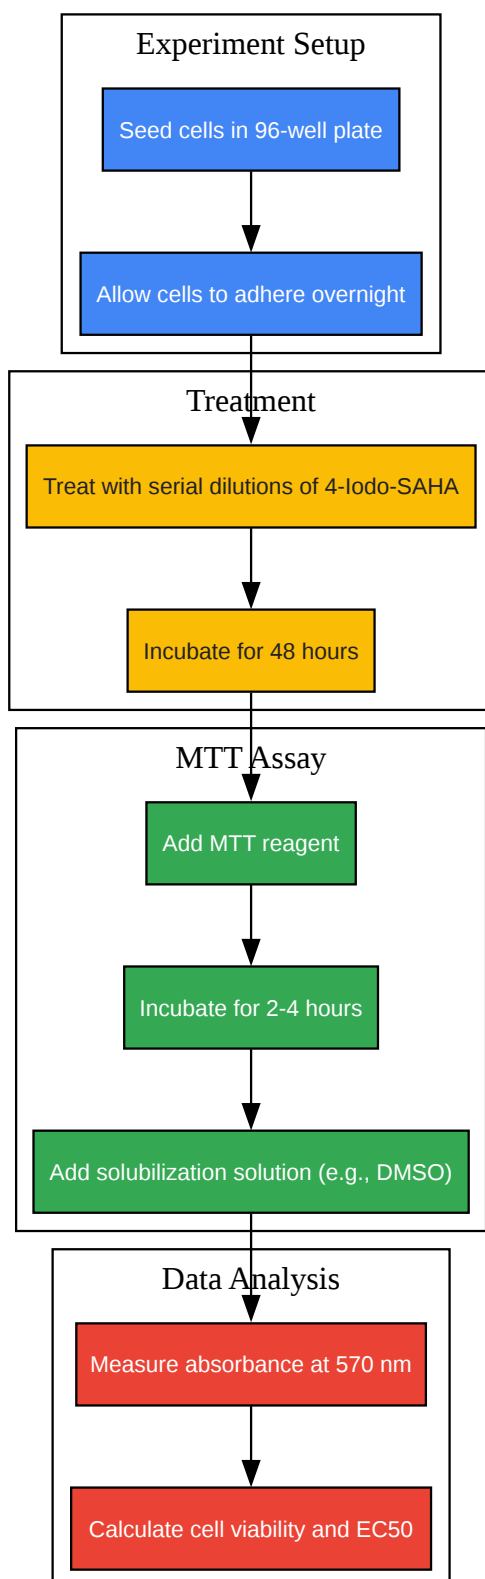 Experiment Setup
Seed cells in 96-well plate
Allow cells to adhere overnight
Treatment
Treat with serial dilutions of 4-Iodo-SAHA
Incubate for 48 hours
MTT Assay
Add MTT reagent
Incubate for 2-4 hours
Add solubilization solution (e.g., DMSO)
Data Analysis
Measure absorbance at 570 nm
Calculate cell viability and EC50